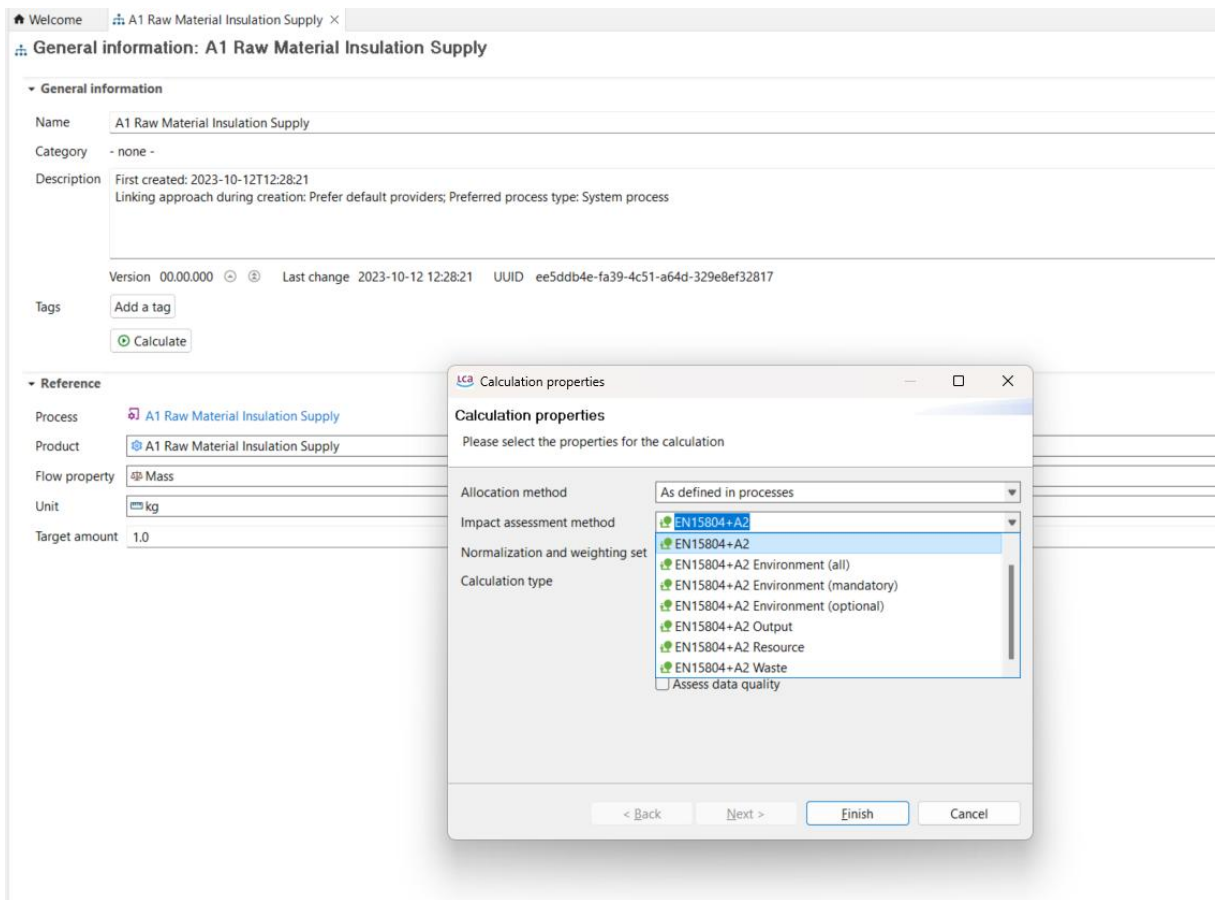 Welcome
A1 Raw Material Insulation Supply
General information: A1 Raw Material Insulation Supply
General information
Name A1 Raw Material Insulation Supply
Category - none -
Description First created: 2023-10-12T12:28:21
Linking approach during creation: Prefer default providers; Preferred process type: System process
Version 00.00.000 Last change 2023-10-12 12:28:21 UUID ee5ddb4e-fa39-4c51-a64d-329e8ef32817
Tags Add a tag
Calculate
Reference
Process A1 Raw Material Insulation Supply
Product A1 Raw Material Insulation Supply
Flow property Mass
Unit kg
Target amount 1.0
LCA Calculation properties
Calculation properties
Please select the properties for the calculation
Allocation method As defined in processes
Impact assessment method EN15804+A2
Normalization and weighting set
Calculation type
EN15804+A2
EN15804+A2 Environment (all)
EN15804+A2 Environment (mandatory)
EN15804+A2 Environment (optional)
EN15804+A2 Output
EN15804+A2 Resource
EN15804+A2 Waste
Assess data quality
< Back Next > Finish Cancel